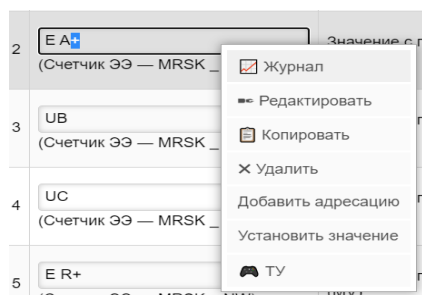 2
E A+
Значение с
(Счетчик ЭЭ — MRSK _
Журнал
Редактировать
3
UB
(Счетчик ЭЭ — MRSK _
Копировать
Удалить
4
UC
(Счетчик ЭЭ — MRSK _
Добавить адресацию
Установить значение
5
E R+
ТУ